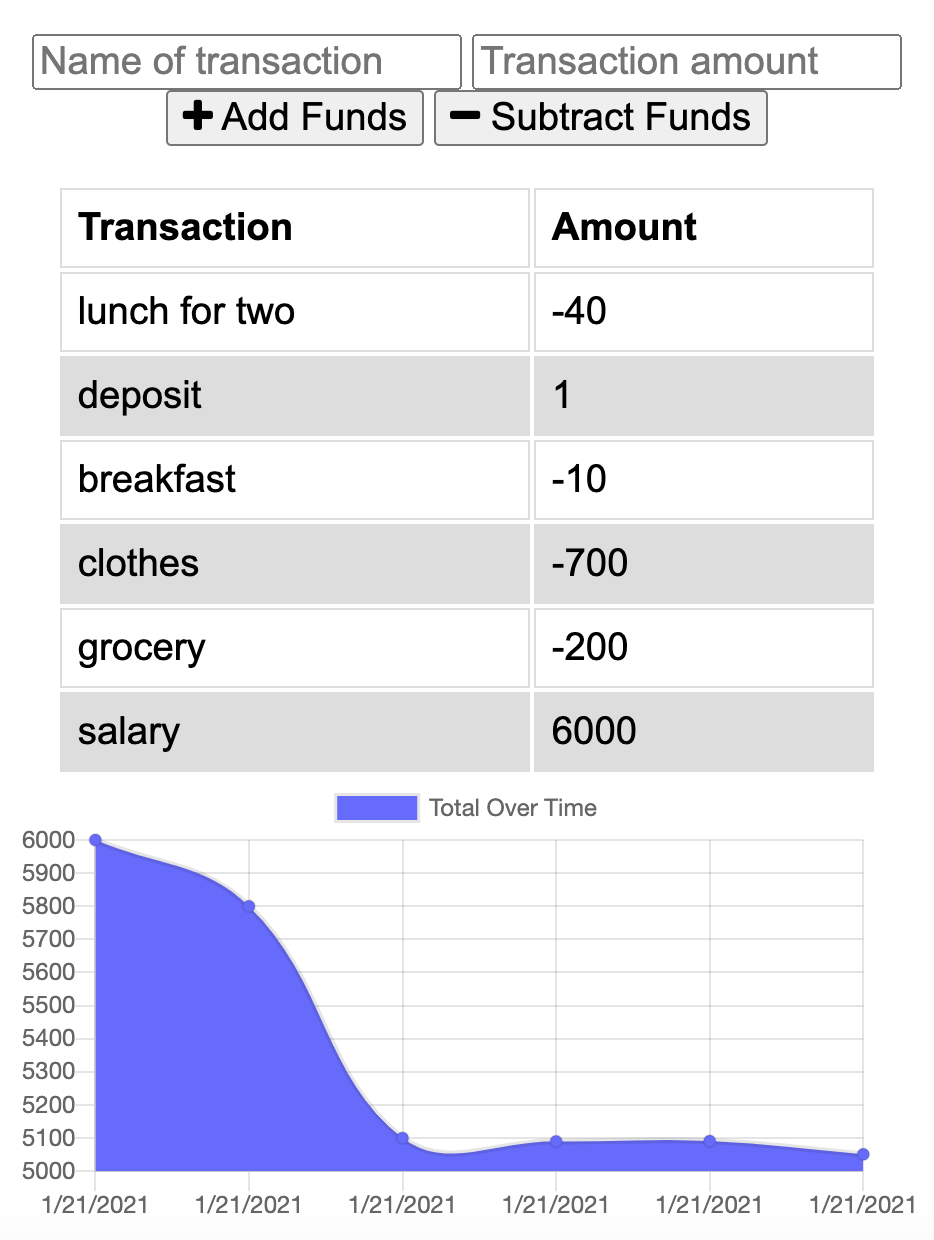 Name of transaction Transaction amount
Add Funds Subtract Funds
Transaction Amount
lunch for two -40
deposit 1
breakfast -10
clothes -700
grocery -200
salary 6000
Total Over Time
6000
5900
5800
5700
5600
5500
5400
5300
5200
5100
5000
1/21/2021 1/21/2021 1/21/2021 1/21/2021 1/21/2021 1/21/2021